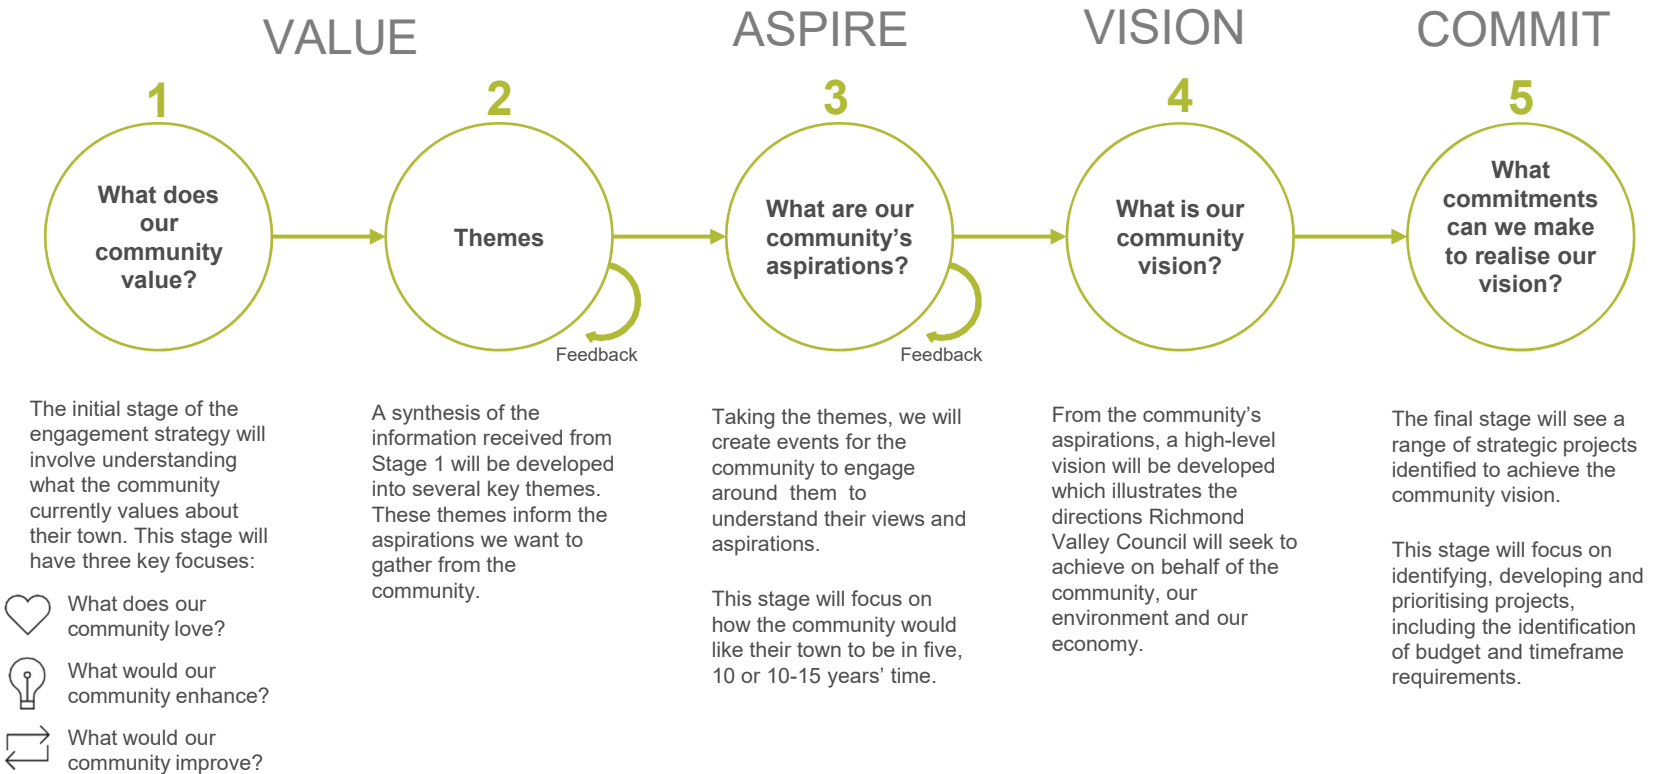 VALUE
ASPIRE
VISION
COMMIT
1
What does
our
community
value?
The initial stage of the
engagement strategy will
involve understanding
what the community
currently values about
their town. This stage will
have three key focuses:
What does our
community love?
What would our
community enhance?
What would our
community improve?
2
Themes
Feedback
A synthesis of the
information received from
Stage 1 will be developed
into several key themes.
These themes inform the
aspirations we want to
gather from the
community.
3
What are our
community’s
aspirations?
Feedback
Taking the themes, we will
create events for the
community to engage
around them to
understand their views and
aspirations.
This stage will focus on
how the community would
like their town to be in five,
10 or 10-15 years’ time.
4
What is our
community
vision?
From the community’s
aspirations, a high-level
vision will be developed
which illustrates the
directions Richmond
Valley Council will seek to
achieve on behalf of the
community, our
environment and our
economy.
5
What
commitments
can we make
to realise our
vision?
The final stage will see a
range of strategic projects
identified to achieve the
community vision.
This stage will focus on
identifying, developing and
prioritising projects,
including the identification
of budget and timeframe
requirements.